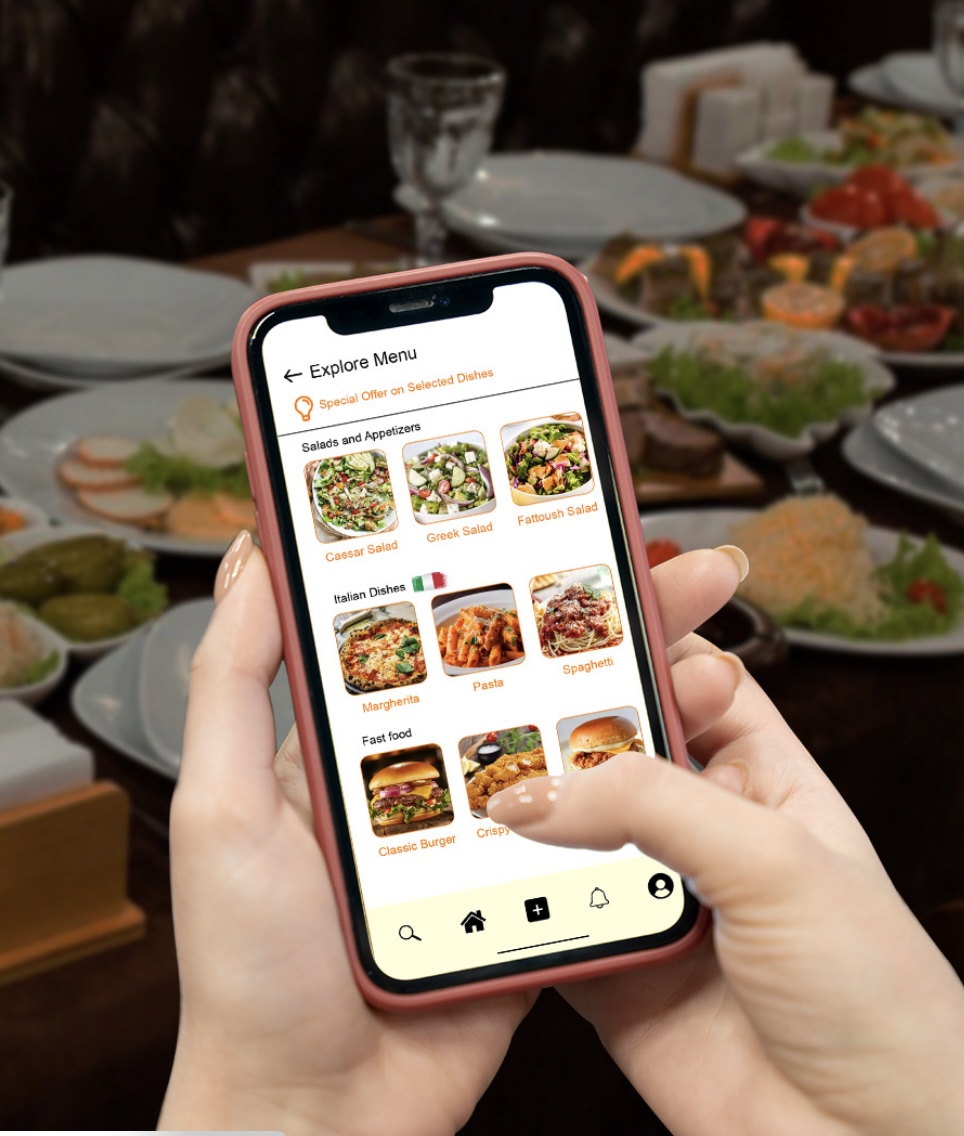 Explore Menu
Special Offer on Selected Dishes
Salads and Appetizers
Caesar Salad
Greek Salad
Fattoush Salad
Italian Dishes
Margherita
Pasta
Spaghetti
Fast food
Classic Burger
Crispy